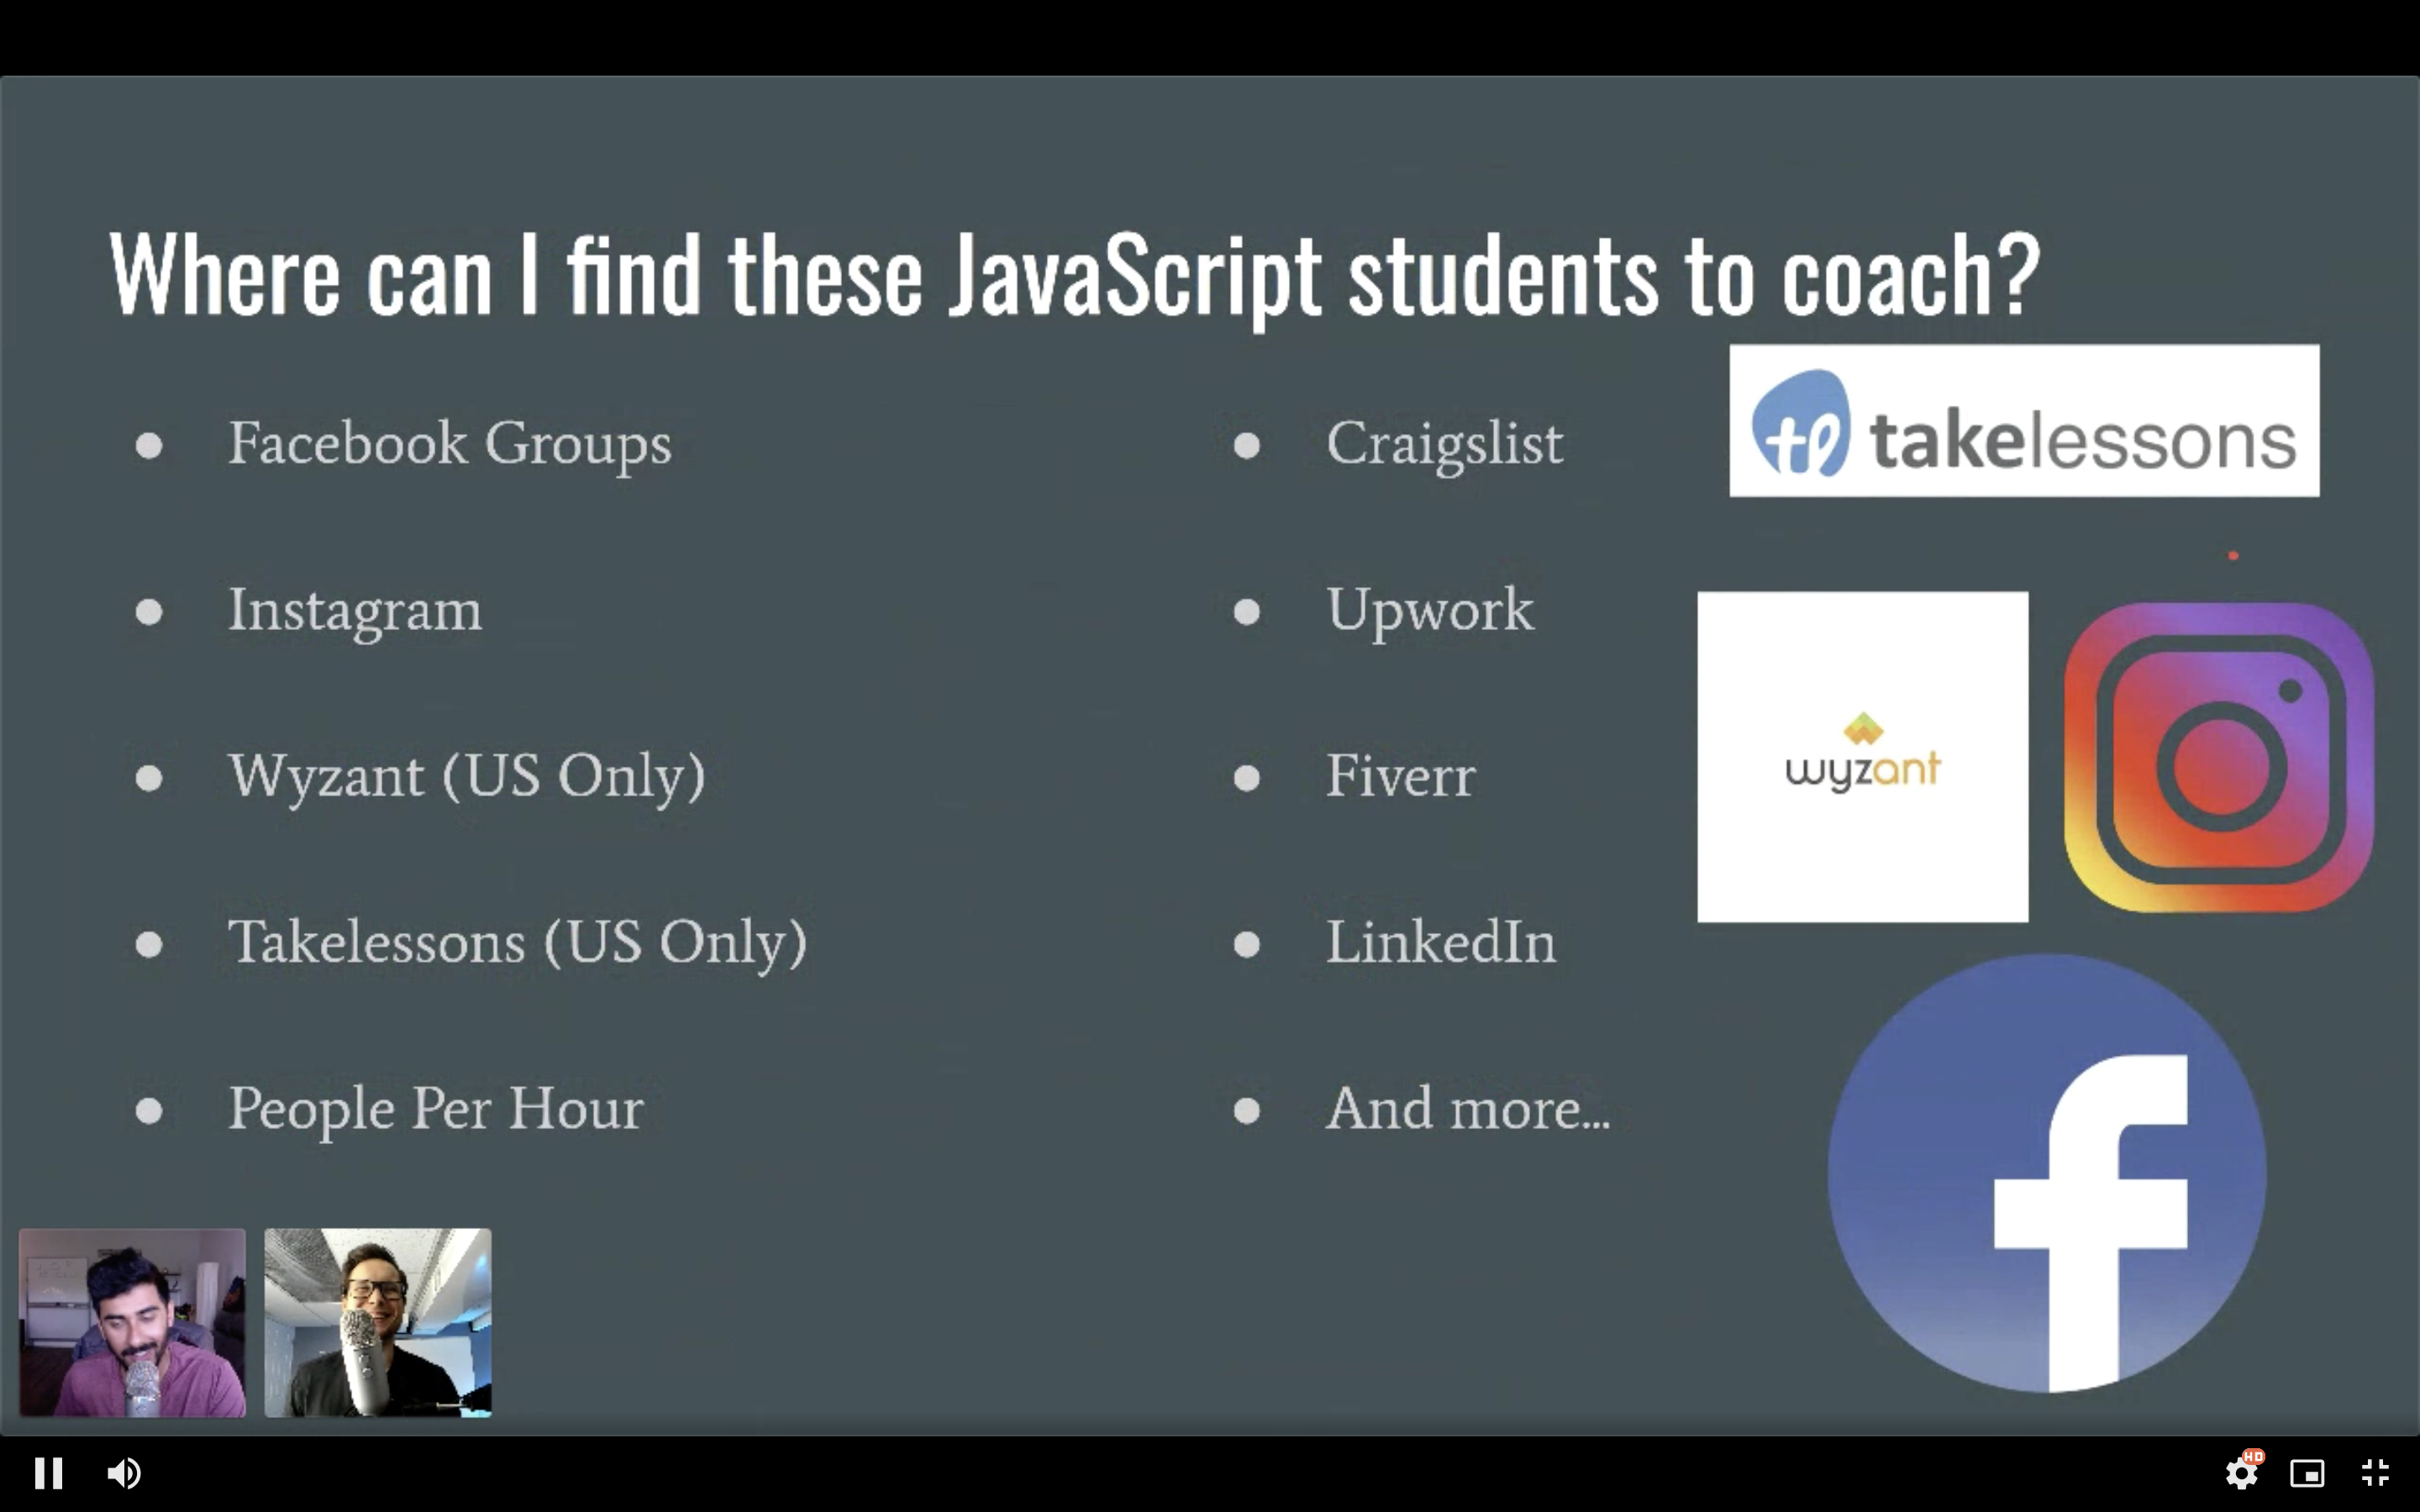 Where can I find these JavaScript students to coach?
Facebook Groups
Instagram
Wyzant (US Only)
Takelessons (US Only)
People Per Hour
Craigslist
Upwork
Fiverr
LinkedIn
And more...
tl takelessons
wyzant
f
HD